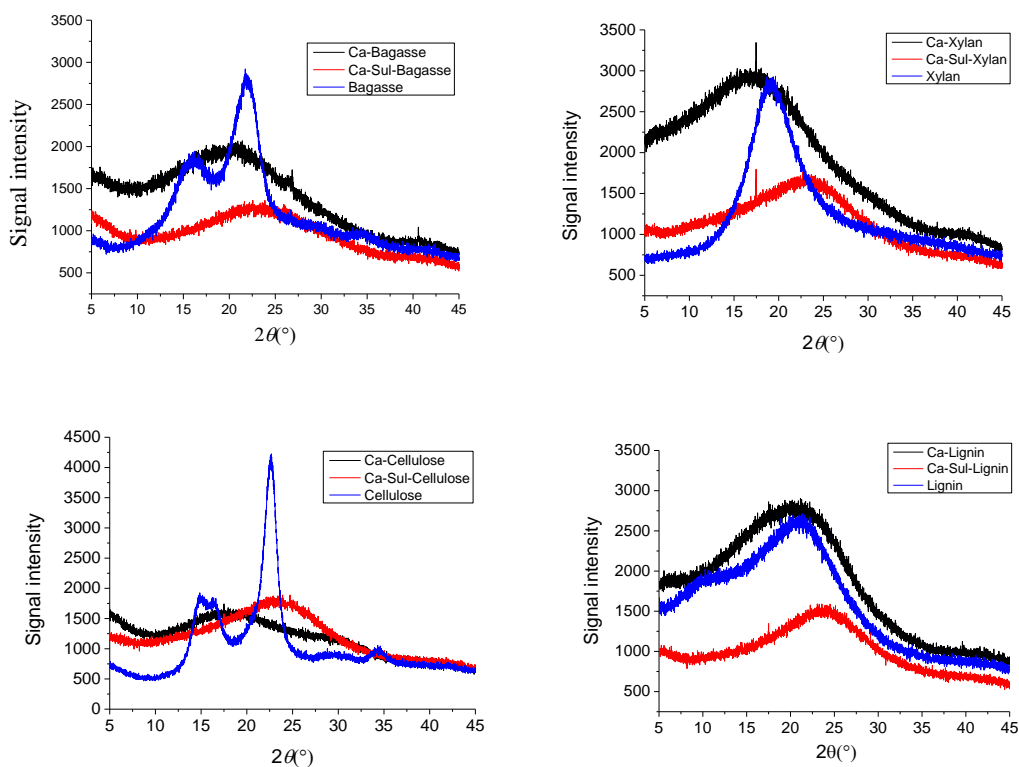 3500
3000
2500
2000
1500
1000
500
Signal intensity
Ca-Bagasse
Ca-Sul-Bagasse
Bagasse
5 10 15 20 25 30 35 40 45
2θ(°)
3500
3000
2500
2000
1500
1000
500
Signal intensity
Ca-Xylan
Ca-Sul-Xylan
Xylan
5 10 15 20 25 30 35 40 45
2θ(°)
4500
4000
3500
3000
2500
2000
1500
1000
500
0
Signal intensity
Ca-Cellulose
Ca-Sul-Cellulose
Cellulose
5 10 15 20 25 30 35 40 45
2θ(°)
3500
3000
2500
2000
1500
1000
500
Signal intensity
Ca-Lignin
Ca-Sul-Lignin
Lignin
5 10 15 20 25 30 35 40 45
2θ(°)